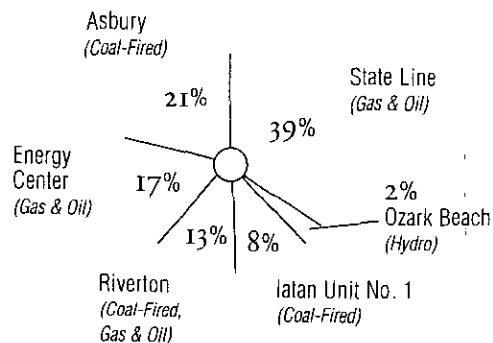 Asbury
(Coal-Fired)
21%
State Line
(Gas & Oil)
39%
Energy
Center
(Gas & Oil)
17%
2%
Ozark Beach
(Hydro)
13%
8%
Riverton
(Coal-Fired,
Gas & Oil)
Iatan Unit No. 1
(Coal-Fired)